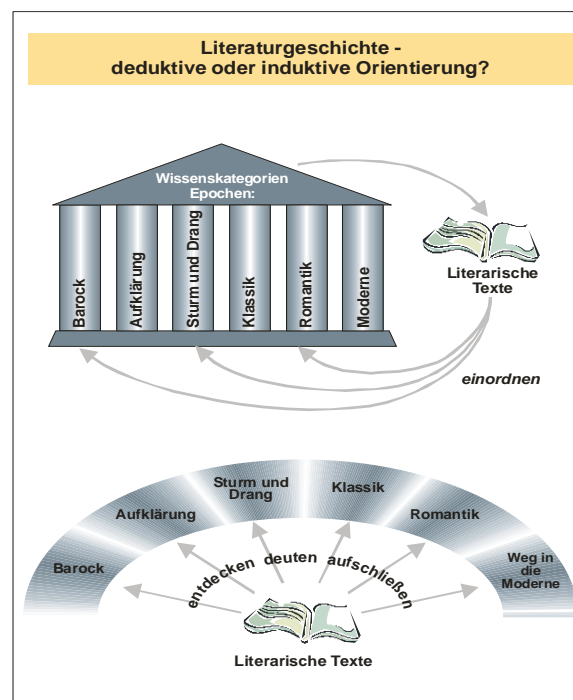 Literaturgeschichte -
deduktive oder induktive Orientierung?
Wissenskategorien
Epochen:
Barock
Aufklärung
Sturm und Drang
Klassik
Romantik
Moderne
Literarische
Texte
einordnen
Barock
Aufklärung
Sturm und
Drang
Klassik
Romantik
Weg in
die
Moderne
entdecken deuten aufschließen
Literarische Texte